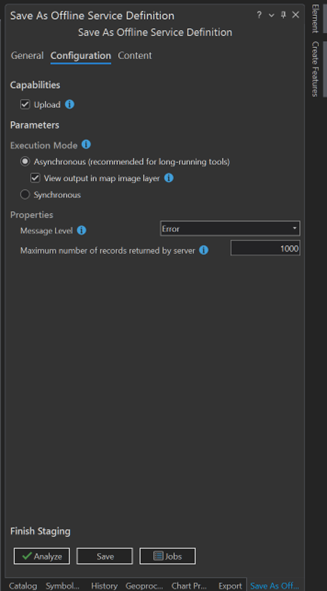 Save As Offline Service Definition
Save As Offline Service Definition
General Configuration Content
Capabilities
Upload
Parameters
Execution Mode
Asynchronous (recommended for long-running tools)
View output in map image layer
Synchronous
Properties
Message Level Error
Maximum number of records returned by server 1000
Finish Staging
Analyze Save Jobs
Catalog Symbol... History Geoproc... Chart Pr... Export Save As Off...
Element
Create Features